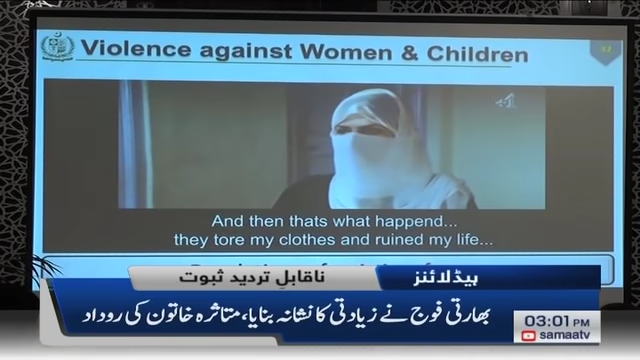 Violence against Women & Children
4
And then thats what happend...
they tore my clothes and ruined my life...
ہیڈلائنز
ناقابلِ تردید ثبوت
بھارتی فوج نے زیادتی کا نشانہ بنایا، متاثرہ خاتون کی روداد
03:01 PM
samaatv